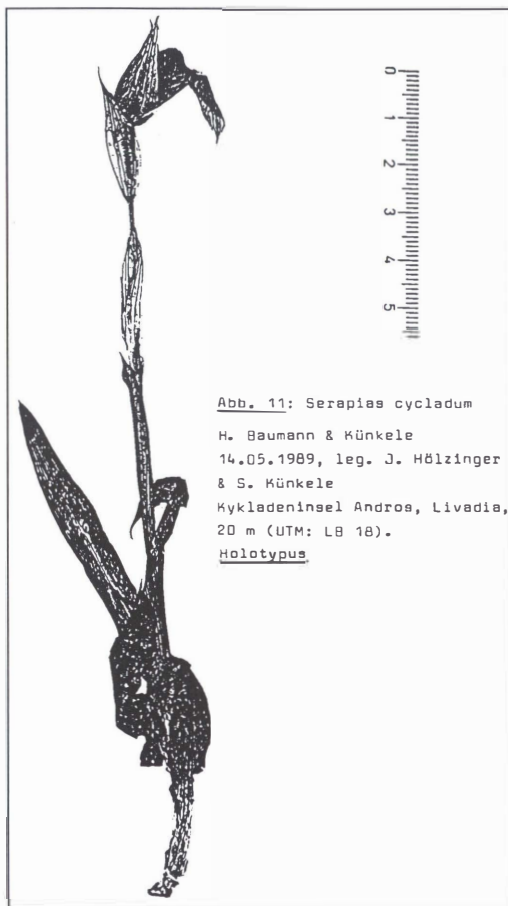 0
1
2
3
4
5
Abb. 11: Serapias cycladum
H. Baumann & Künkele
14.05.1989, leg. J. Hölzinger
& S. Künkele
Kykladeninsel Andros, Livadia,
20 m (UTM: LB 18).
Holotypus